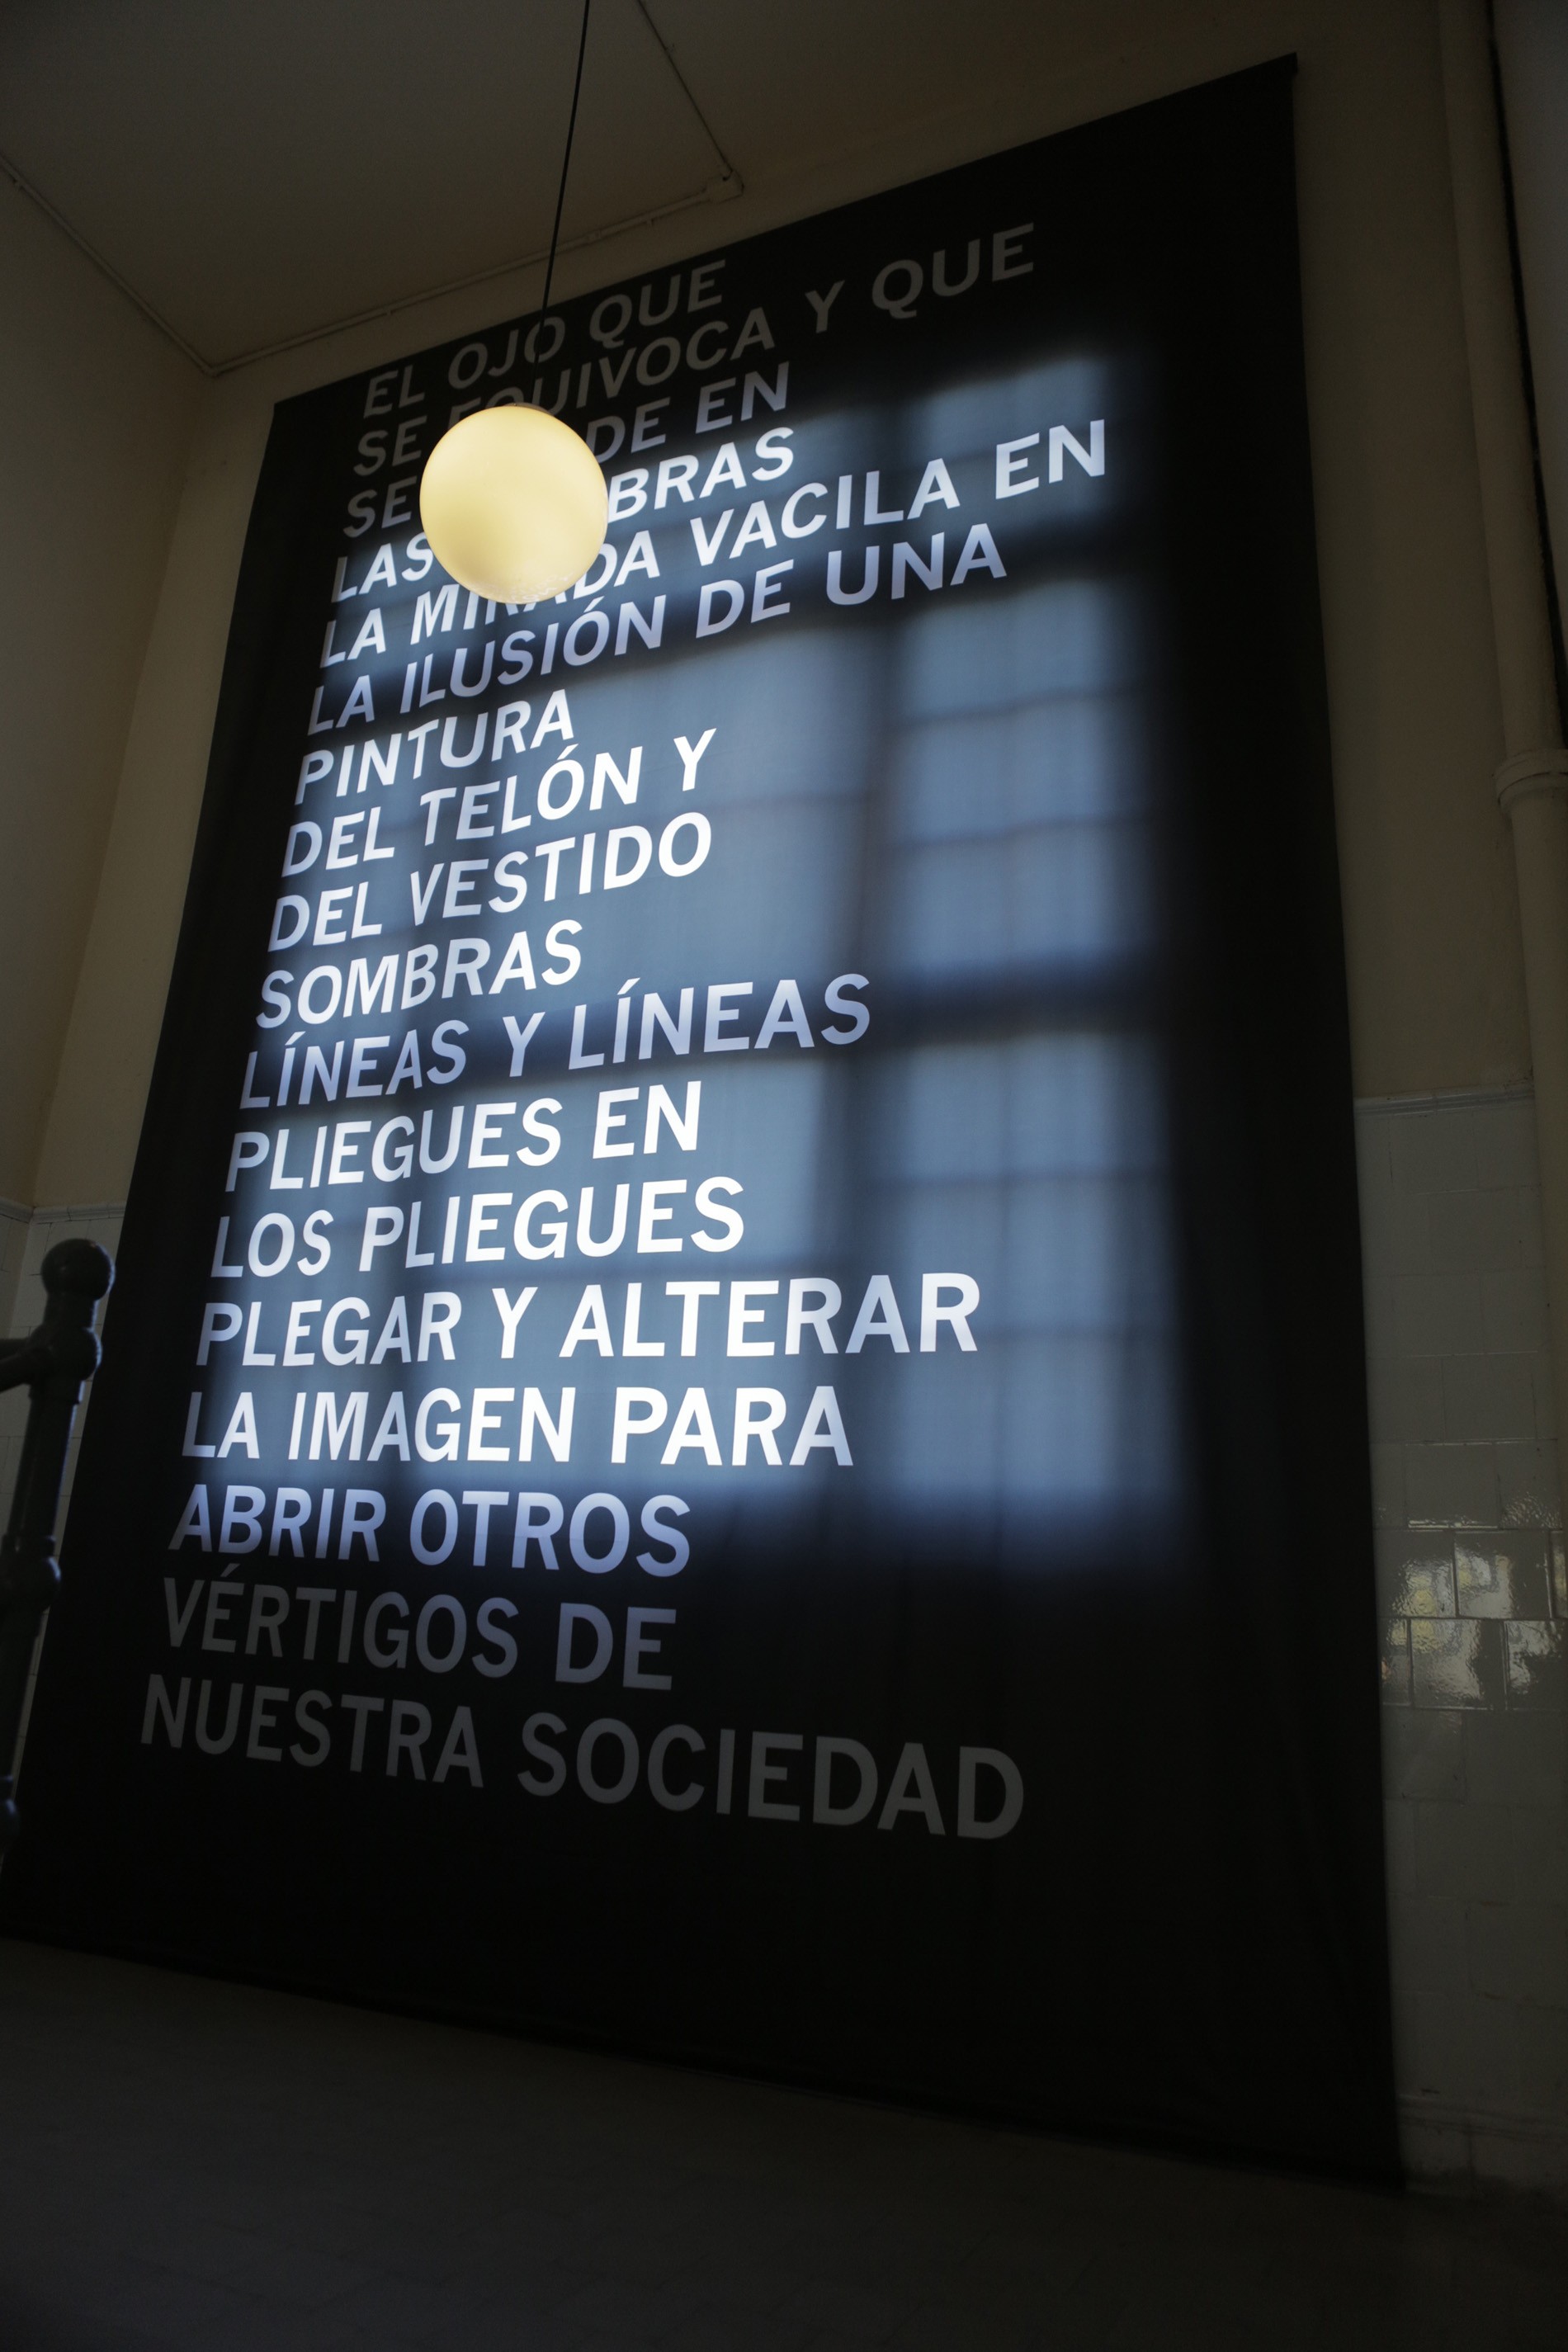 EL OJO QUE
SE EQUIVOCA Y QUE
SE DE EN
LAS BRAS
LA MIRADA VACILA EN
LA ILUSIÓN DE UNA
PINTURA
DEL TELÓN Y
DEL VESTIDO
SOMBRAS
LÍNEAS Y LÍNEAS
PLIEGUES EN
LOS PLIEGUES
PLEGAR Y ALTERAR
LA IMAGEN PARA
ABRIR OTROS
VÉRTIGOS DE
NUESTRA SOCIEDAD